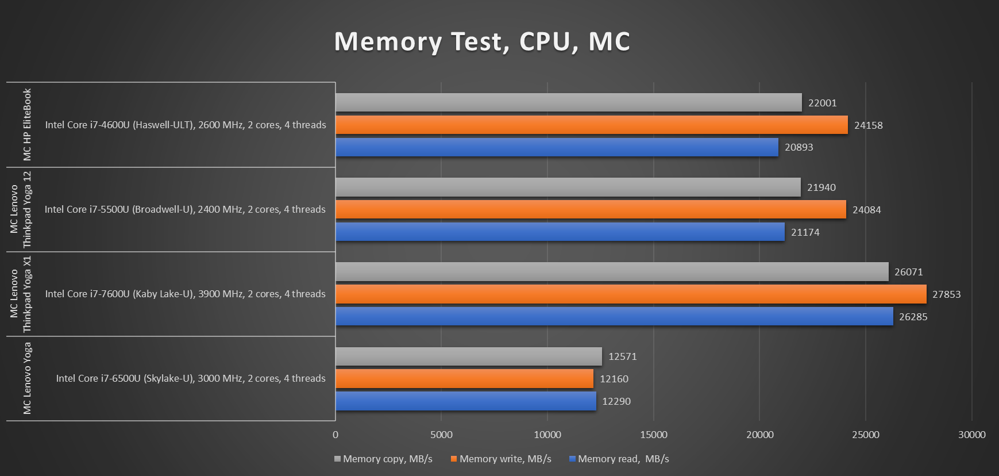 Memory Test, CPU, MC
MC HP EliteBook
Intel Core i7-4600U (Haswell-ULT), 2600 MHz, 2 cores, 4 threads
22001
24158
20893
MC Lenovo
Thinkpad Yoga 12
Intel Core i7-5500U (Broadwell-U), 2400 MHz, 2 cores, 4 threads
21940
24084
21174
MC Lenovo
Thinkpad Yoga X1
Intel Core i7-7600U (Kaby Lake-U), 3900 MHz, 2 cores, 4 threads
26071
27853
26285
MC Lenovo Yoga
Intel Core i7-6500U (Skylake-U), 3000 MHz, 2 cores, 4 threads
12571
12160
12290
0 5000 10000 15000 20000 25000 30000
Memory copy, MB/s Memory write, MB/s Memory read, MB/s